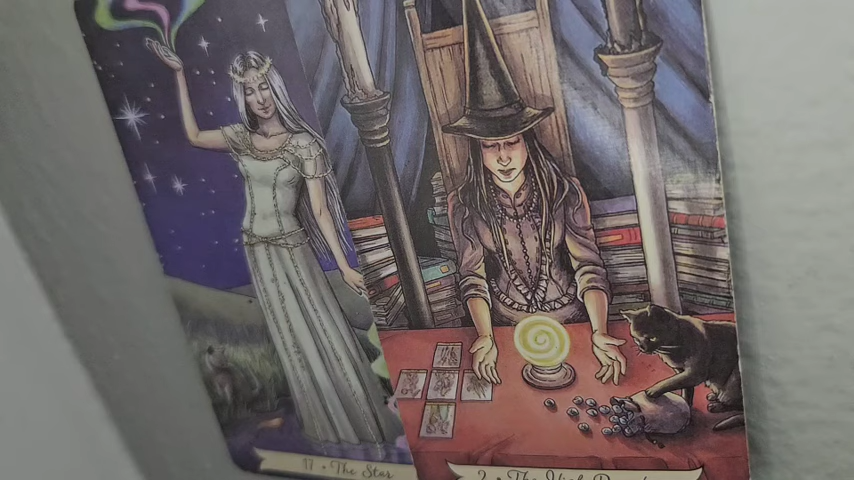 17 • The Star
2 • The High